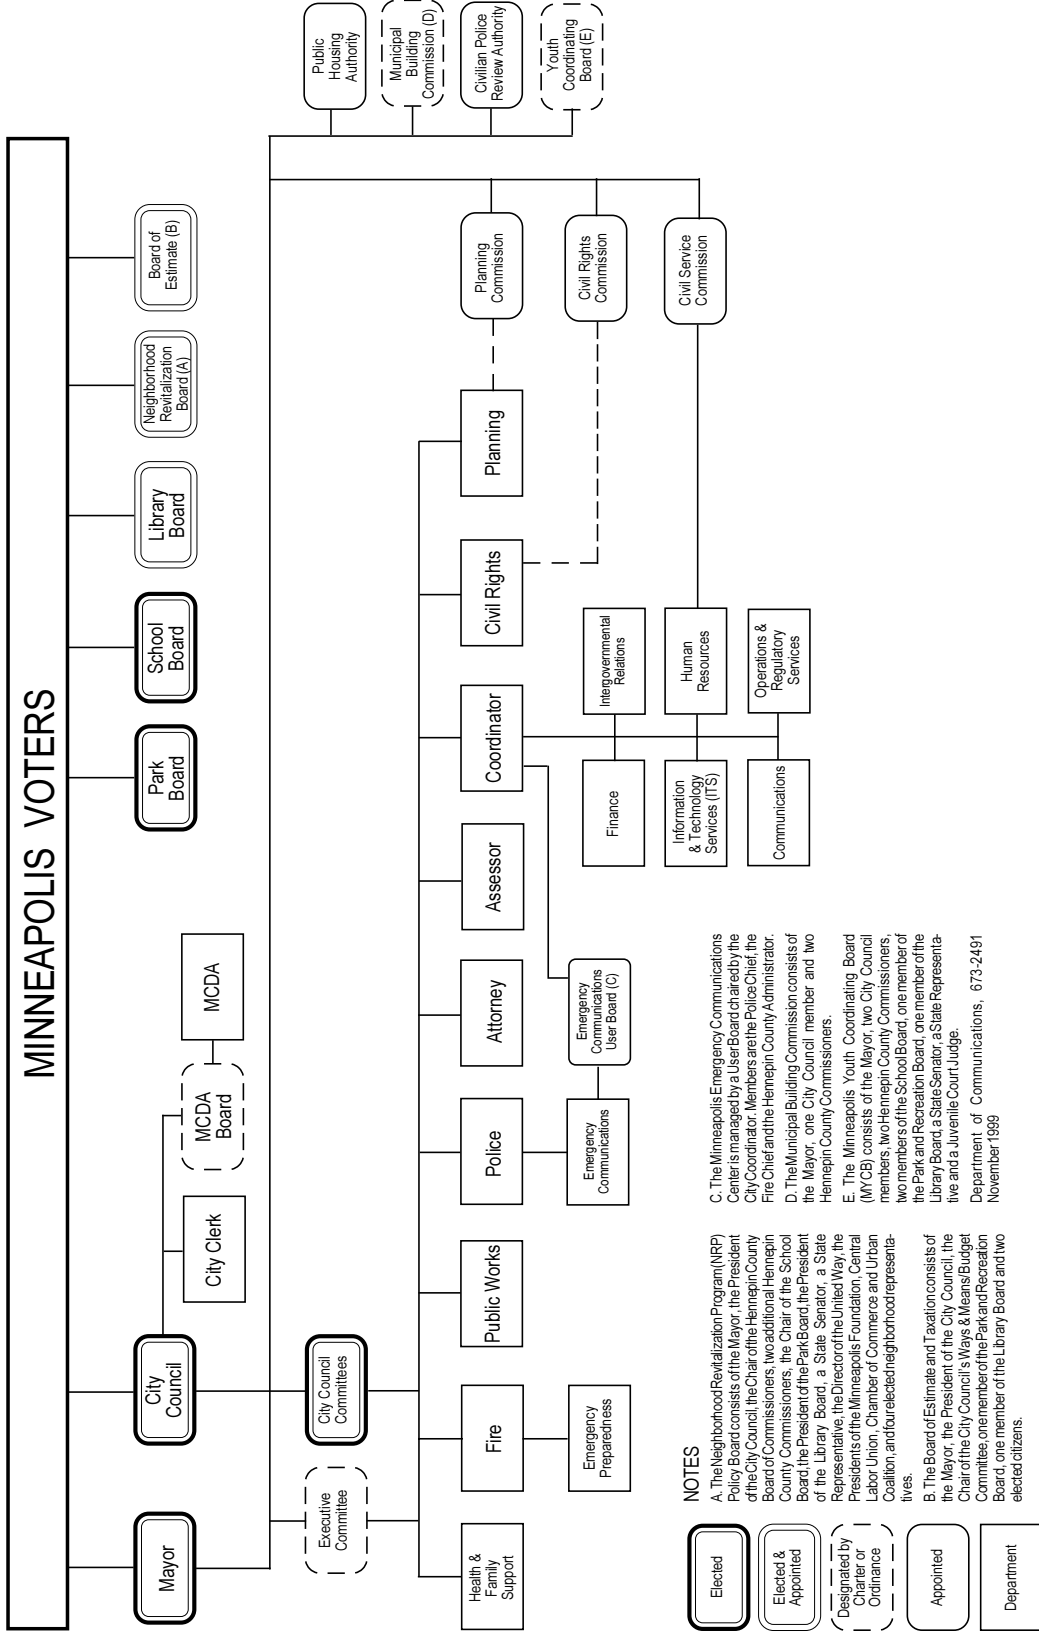 MINNEAPOLIS VOTERS
Mayor
City
Council
City Clerk
MCDA
Board
MCDA
Park
Board
School
Board
Library
Board
Neighborhood
Revitalization
Board (A)
Board of
Estimate (B)
Executive
Committee
City Council
Comittees
Public
Housing
Authority
Municipal
Building
Commission (D)
Civilian Police
Review Authority
Youth
Coordinating
Board (E)
Planning
Commission
Civil Rights
Commission
Civil Service
Commission
Health &
Family
Support
Fire
Public Works
Police
Attorney
Assessor
Coordinator
Civil Rights
Planning
Emergency
Preparedness
Emergency
Communications
Emergency
Communications
User Board (C)
Finance
Intergovernmental
Relations
Information
& Technology
Services (ITS)
Human
Resources
Communications
Operations &
Regulatory
Services
Elected
Elected &
Appointed
Designated by
Charter or
Ordinance
Appointed
Department
NOTES
A. The Neighborhood Revitalization Program (NRP)
Policy Board consists of the Mayor, the President
of the City Council, the Chair of the Hennepin County
Board of Commissioners, two additional Hennepin
County Commissioners, the Chair of the School
Board, the President of the Park Board, the President
of the Library Board, a State Senator, a State
Representative, the Director of the United Way, the
Presidents of the Minneapolis Foundation, Central
Labor Union, Chamber of Commerce and Urban
Coalition, and four elected neighborhood representa-
tives.
B. The Board of Estimate and Taxation consists of
the Mayor, the President of the City Council, the
Chair of the City Council's Ways & Means/Budget
Committee, one member of the Park and Recreation
Board, one member of the Library Board and two
elected citizens.
C. The Minneapolis Emergency Communications
Center is managed by a User Board chaired by the
City Coordinator. Members are the Police Chief, the
Fire Chief and the Hennepin County Administrator.
D. The Municipal Building Commission consists of
the Mayor, one City Council member and two
Hennepin County Commissioners.
E. The Minneapolis Youth Coordinating Board
(MYCB) consists of the Mayor, two City Council
members, two Hennepin County Commissioners,
two members of the School Board, one member of
the Park and Recreation Board, one member of the
Library Board, a State Senator, a State Representa-
tive and a Juvenile Court Judge.
Department of Communications, 673-2491
November 1999